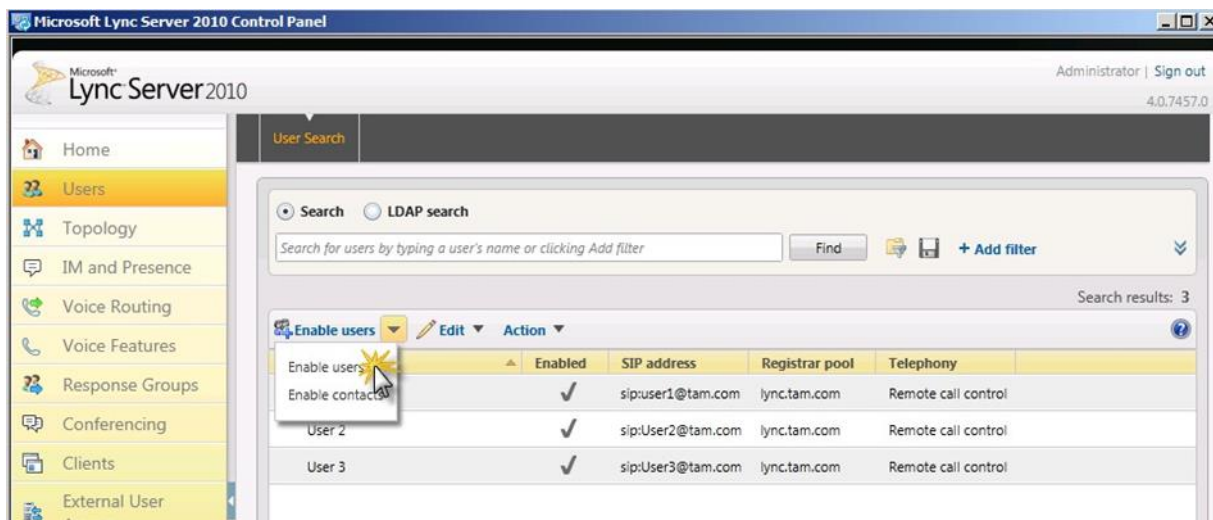 Microsoft Lync Server 2010 Control Panel
Microsoft
Lync Server 2010
Administrator | Sign out
4.0.7457.0
Home
Users
Topology
IM and Presence
Voice Routing
Voice Features
Response Groups
Conferencing
Clients
External User
User Search
Search LDAP search
Search for users by typing a user's name or clicking Add filter Find + Add filter
Search results: 3
Enable users Edit Action
Enable users
Enable contacts
Enabled SIP address Registrar pool Telephony
sip:user1@tam.com lync.tam.com Remote call control
User 2 sip:User2@tam.com lync.tam.com Remote call control
User 3 sip:User3@tam.com lync.tam.com Remote call control